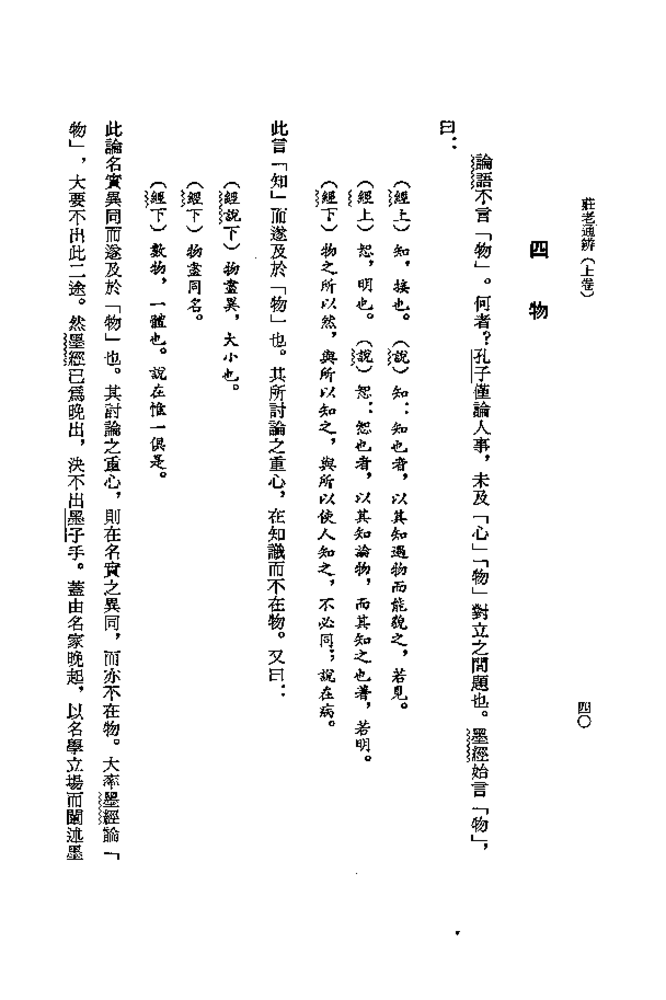 莊老通辨（上卷）
四〇
四　物
論語不言「物」。何者？孔子僅論人事，未及「心」「物」對立之問題也。墨經始言「物」，
曰：
（經上）知，接也。（說）知：知也者，以其知遇物而能貌之，若見。
（經上）恕，明也。（說）恕：恕也者，以其知論物，而其知之也著，若明。
（經下）物之所以然，與所以知之，與所以使人知之，不必同；說在病。
此言「知」而遂及於「物」也。其所討論之重心，在知識而不在物。又曰：
（經說下）物盡異，大小也。
（經下）物盡同名。
（經下）數物，一體也。說在惟一俱是。
此論名實異同而遂及於「物」也。其討論之重心，則在名實之異同，而亦不在物。大率墨經論「
物」，大要不出此二途。然墨經已為晚出，決不出墨子手。蓋由名家晚起，以名學立場而闡述墨